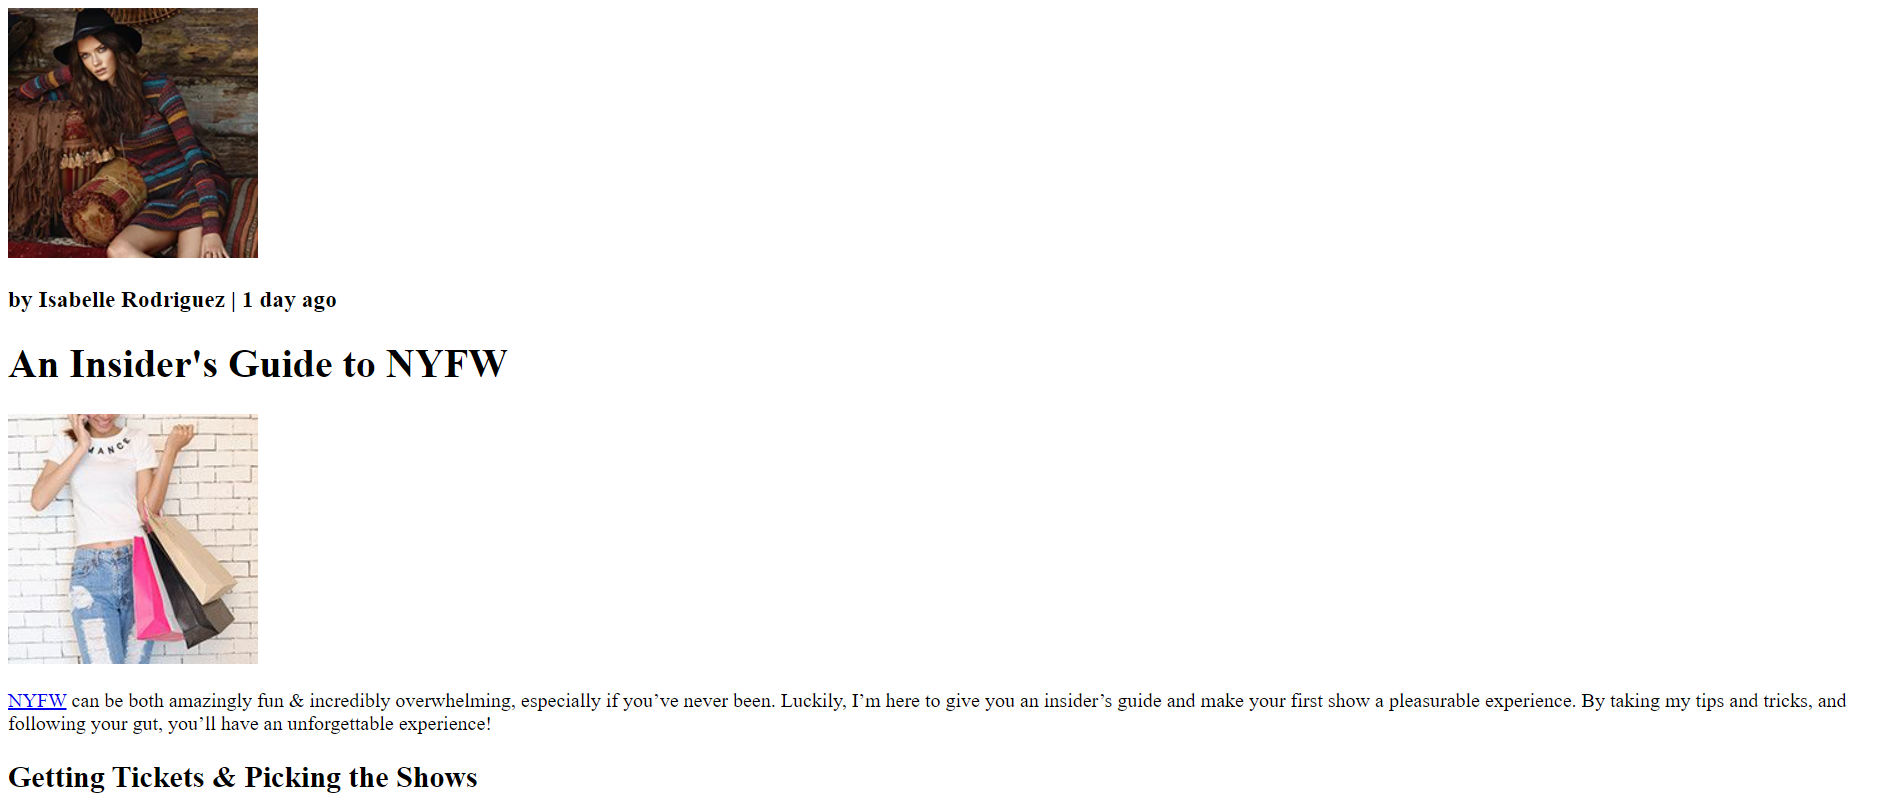 by Isabelle Rodriguez | 1 day ago
An Insider's Guide to NYFW
MANCE
NYFW can be both amazingly fun & incredibly overwhelming, especially if you’ve never been. Luckily, I’m here to give you an insider’s guide and make your first show a pleasurable experience. By taking my tips and tricks, and
following your gut, you’ll have an unforgettable experience!
Getting Tickets & Picking the Shows